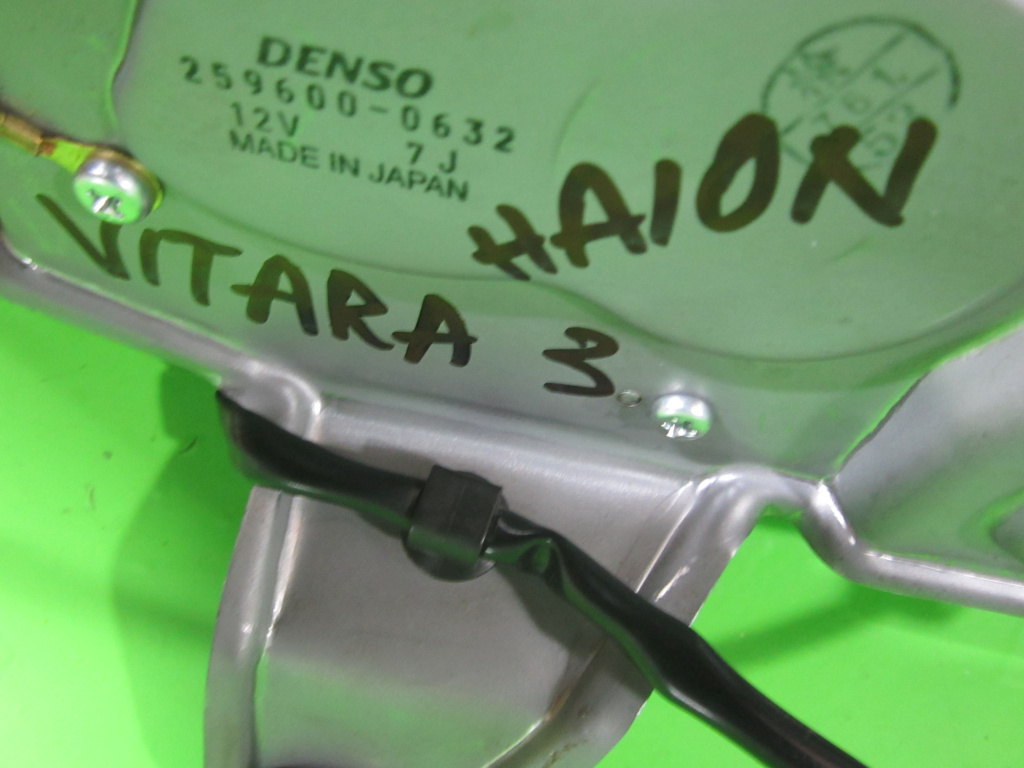 DENSO
259600-0632
12V 7J
MADE IN JAPAN
HAION
VITARA 3